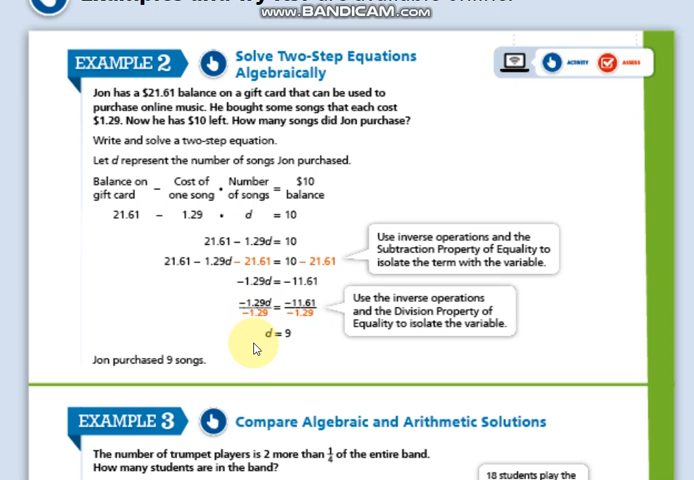 Examples and Try It! are available online.
www.BANDICAM.com
EXAMPLE 2
Solve Two-Step Equations
Algebraically
ACTIVITY
ASSESS
Jon has a $21.61 balance on a gift card that can be used to
purchase online music. He bought some songs that each cost
$1.29. Now he has $10 left. How many songs did Jon purchase?
Write and solve a two-step equation.
Let d represent the number of songs Jon purchased.
Balance on gift card – Cost of one song • Number of songs = $10 balance
21.61 – 1.29 • d = 10
21.61 – 1.29d = 10
21.61 – 1.29d – 21.61 = 10 – 21.61
Use inverse operations and the
Subtraction Property of Equality to
isolate the term with the variable.
–1.29d = –11.61
–1.29d/–1.29 = –11.61/–1.29
Use the inverse operations
and the Division Property of
Equality to isolate the variable.
d = 9
Jon purchased 9 songs.
EXAMPLE 3
Compare Algebraic and Arithmetic Solutions
The number of trumpet players is 2 more than 1/4 of the entire band.
How many students are in the band?
18 students play the